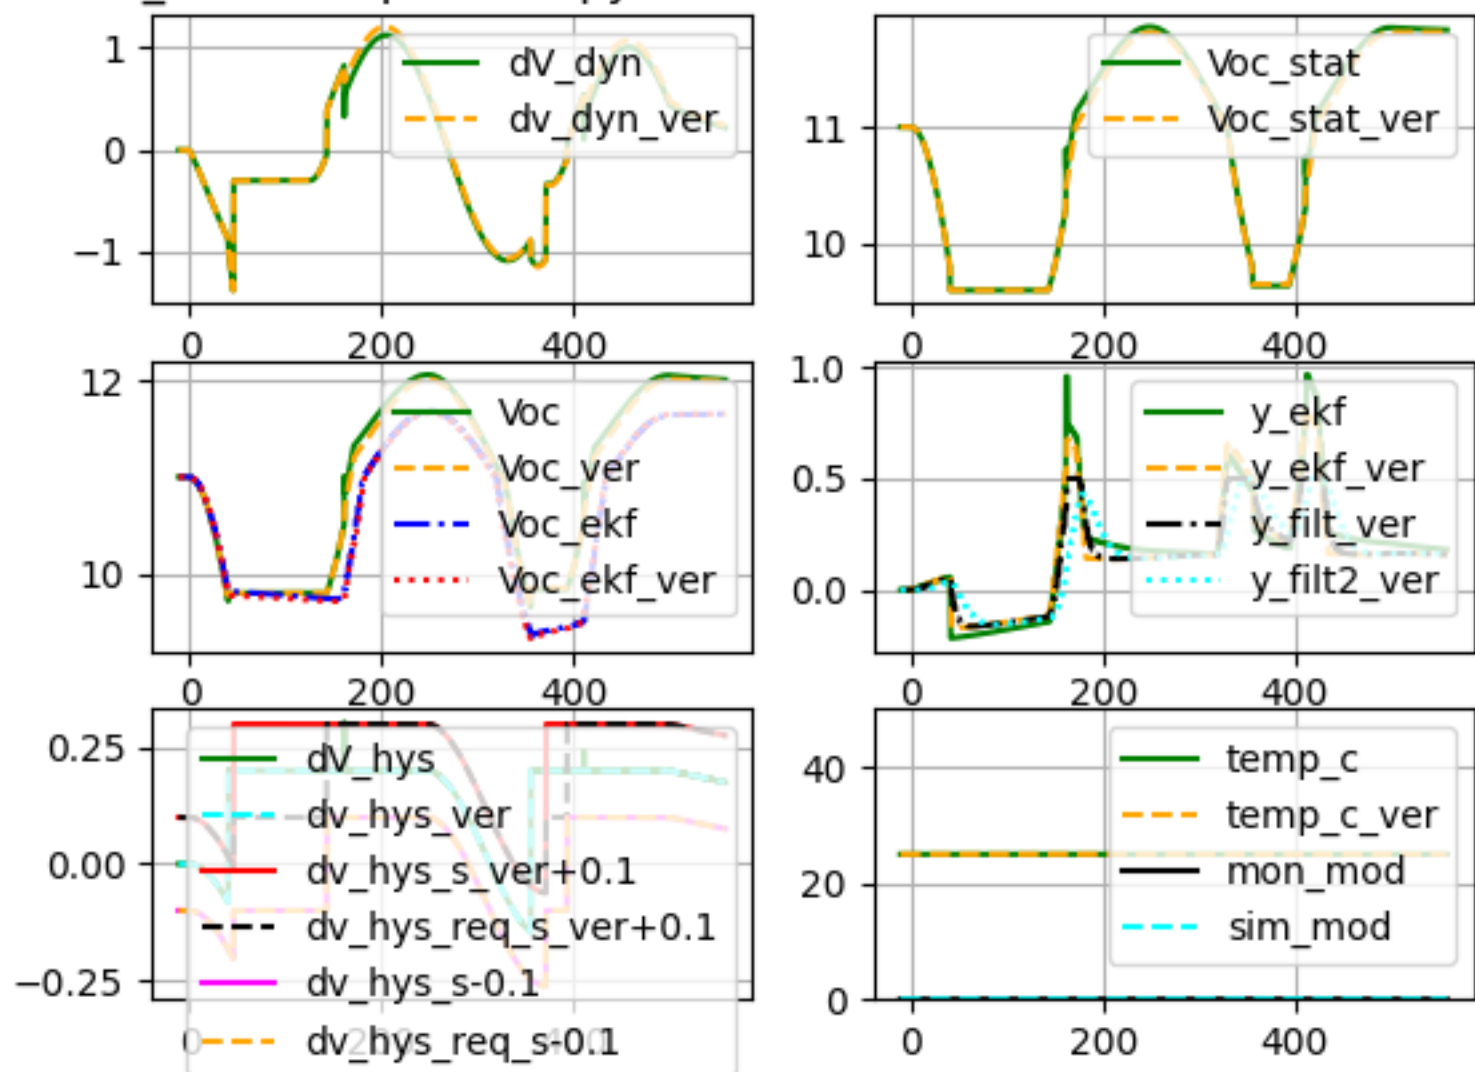 1
0
−1
0
200
400
dV_dyn
dv_dyn_ver
11
10
0
200
400
Voc_stat
Voc_stat_ver
12
10
0
200
400
Voc
Voc_ver
Voc_ekf
Voc_ekf_ver
1.0
0.5
0.0
0
200
400
y_ekf
y_ekf_ver
y_filt_ver
y_filt2_ver
0.25
0.00
−0.25
0
200
400
dV_hys
dv_hys_ver
dv_hys_s_ver+0.1
dv_hys_req_s_ver+0.1
dv_hys_s-0.1
dv_hys_req_s-0.1
40
20
0
0
200
400
temp_c
temp_c_ver
mon_mod
sim_mod